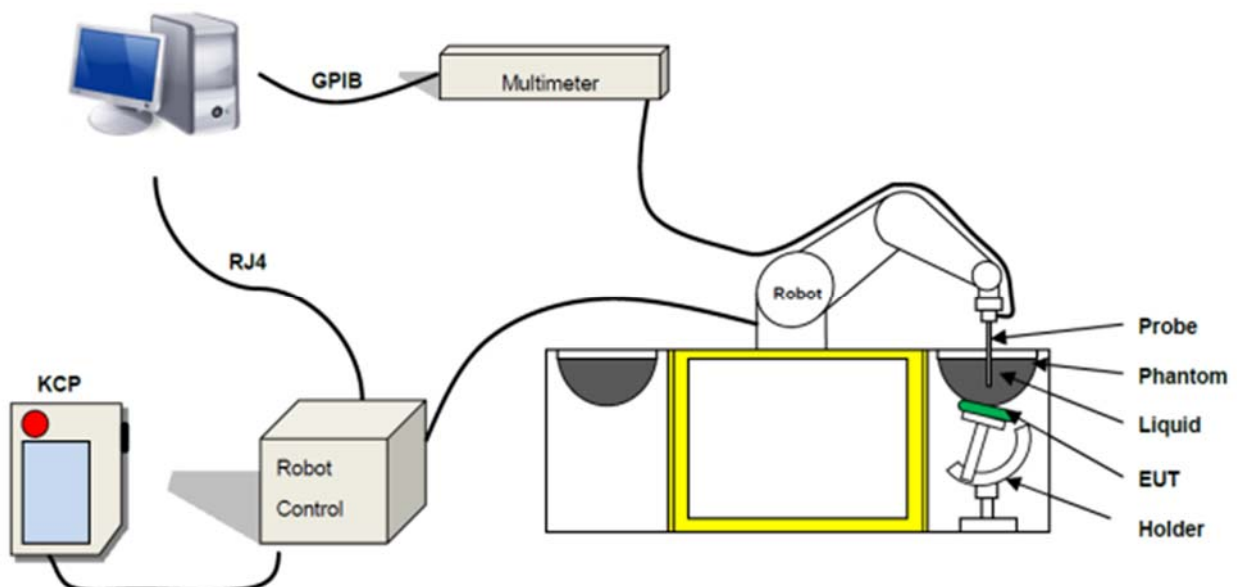 GPIB
Multimeter
RJ4
Robot
Probe
Phantom
KCP
Liquid
Robot
Control
EUT
Holder